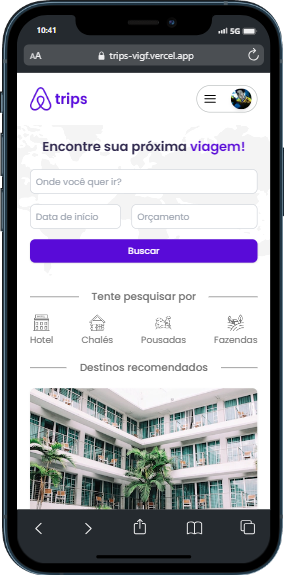 10:41
5G
AA
trips-vigf.vercel.app
trips
Encontre sua próxima viagem!
Onde você quer ir?
Data de início
Orçamento
Buscar
Tente pesquisar por
Hotel
Chalés
Pousadas
Fazendas
Destinos recomendados